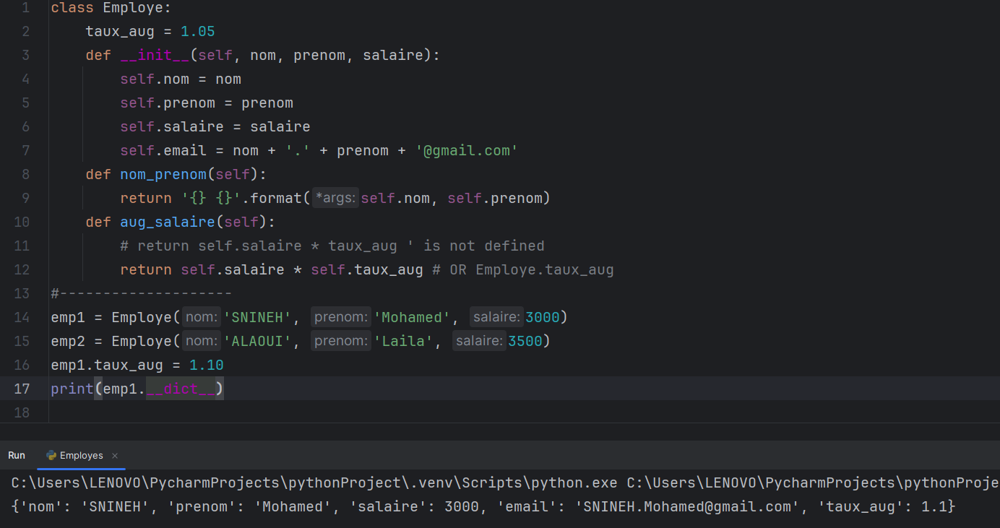 1 class Employe:
2     taux_aug = 1.05
3     def __init__(self, nom, prenom, salaire):
4         self.nom = nom
5         self.prenom = prenom
6         self.salaire = salaire
7         self.email = nom + '.' + prenom + '@gmail.com'
8     def nom_prenom(self):
9         return '{} {}'.format( *args: self.nom, self.prenom)
10     def aug_salaire(self):
11         # return self.salaire * taux_aug ' is not defined
12         return self.salaire * self.taux_aug # OR Employe.taux_aug
13 #--------------------
14 emp1 = Employe( nom: 'SNINEH', prenom: 'Mohamed', salaire: 3000)
15 emp2 = Employe( nom: 'ALAOUI', prenom: 'Laila', salaire: 3500)
16 emp1.taux_aug = 1.10
17 print(emp1.__dict__)
18
Run Employes ×
C:\Users\LENOVO\PycharmProjects\pythonProject\.venv\Scripts\python.exe C:\Users\LENOVO\PycharmProjects\pythonProje
{'nom': 'SNINEH', 'prenom': 'Mohamed', 'salaire': 3000, 'email': 'SNINEH.Mohamed@gmail.com', 'taux_aug': 1.1}